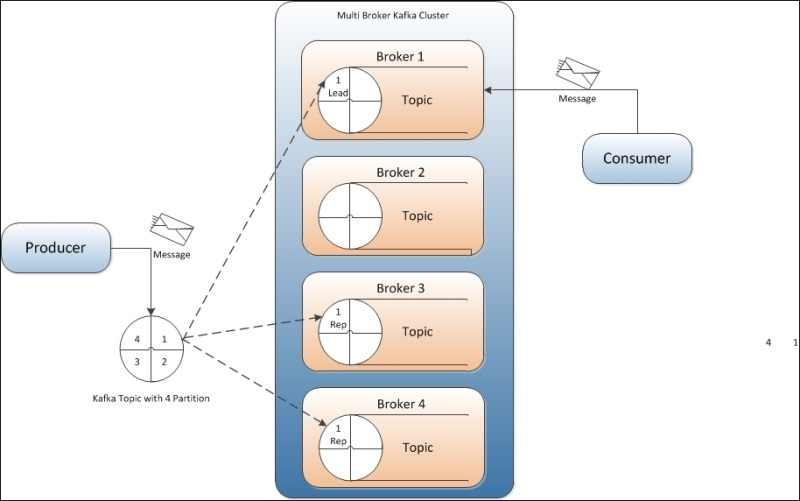 Multi Broker Kafka Cluster
Broker 1
1
Lead
Topic
Message
Consumer
Broker 2
Topic
Producer
Message
Broker 3
1
Rep
Topic
4 1
3 2
Kafka Topic with 4 Partition
4 1
Broker 4
1
Rep
Topic